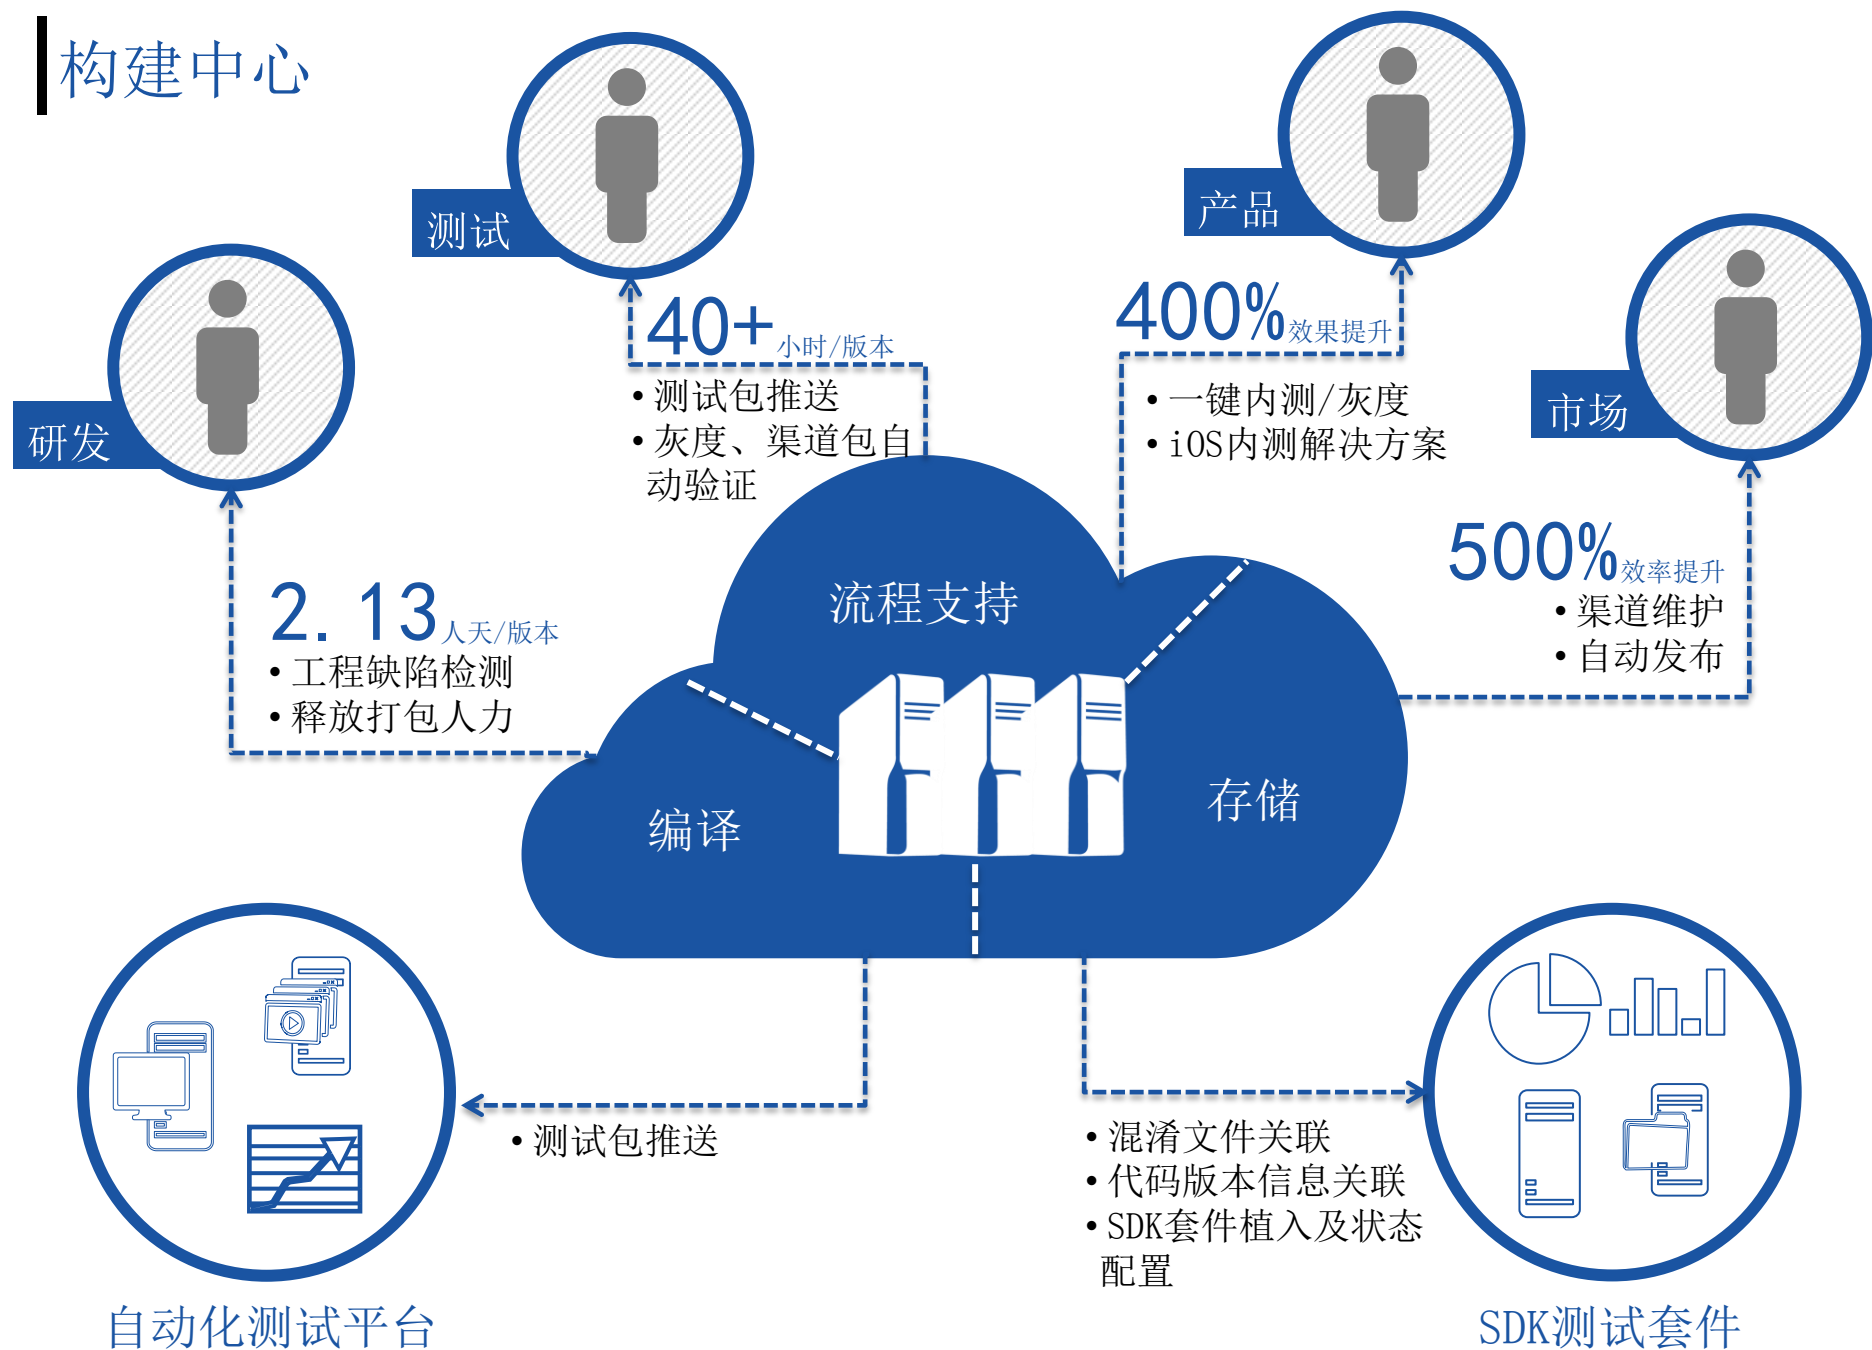 构建中心
测试
产品
研发
市场
40+小时/版本
• 测试包推送
• 灰度、渠道包自
动验证
400%效果提升
• 一键内测/灰度
• iOS内测解决方案
2.13人天/版本
• 工程缺陷检测
• 释放打包人力
500%效率提升
• 渠道维护
• 自动发布
流程支持
编译
存储
• 测试包推送
• 混淆文件关联
• 代码版本信息关联
• SDK套件植入及状态
配置
自动化测试平台
SDK测试套件